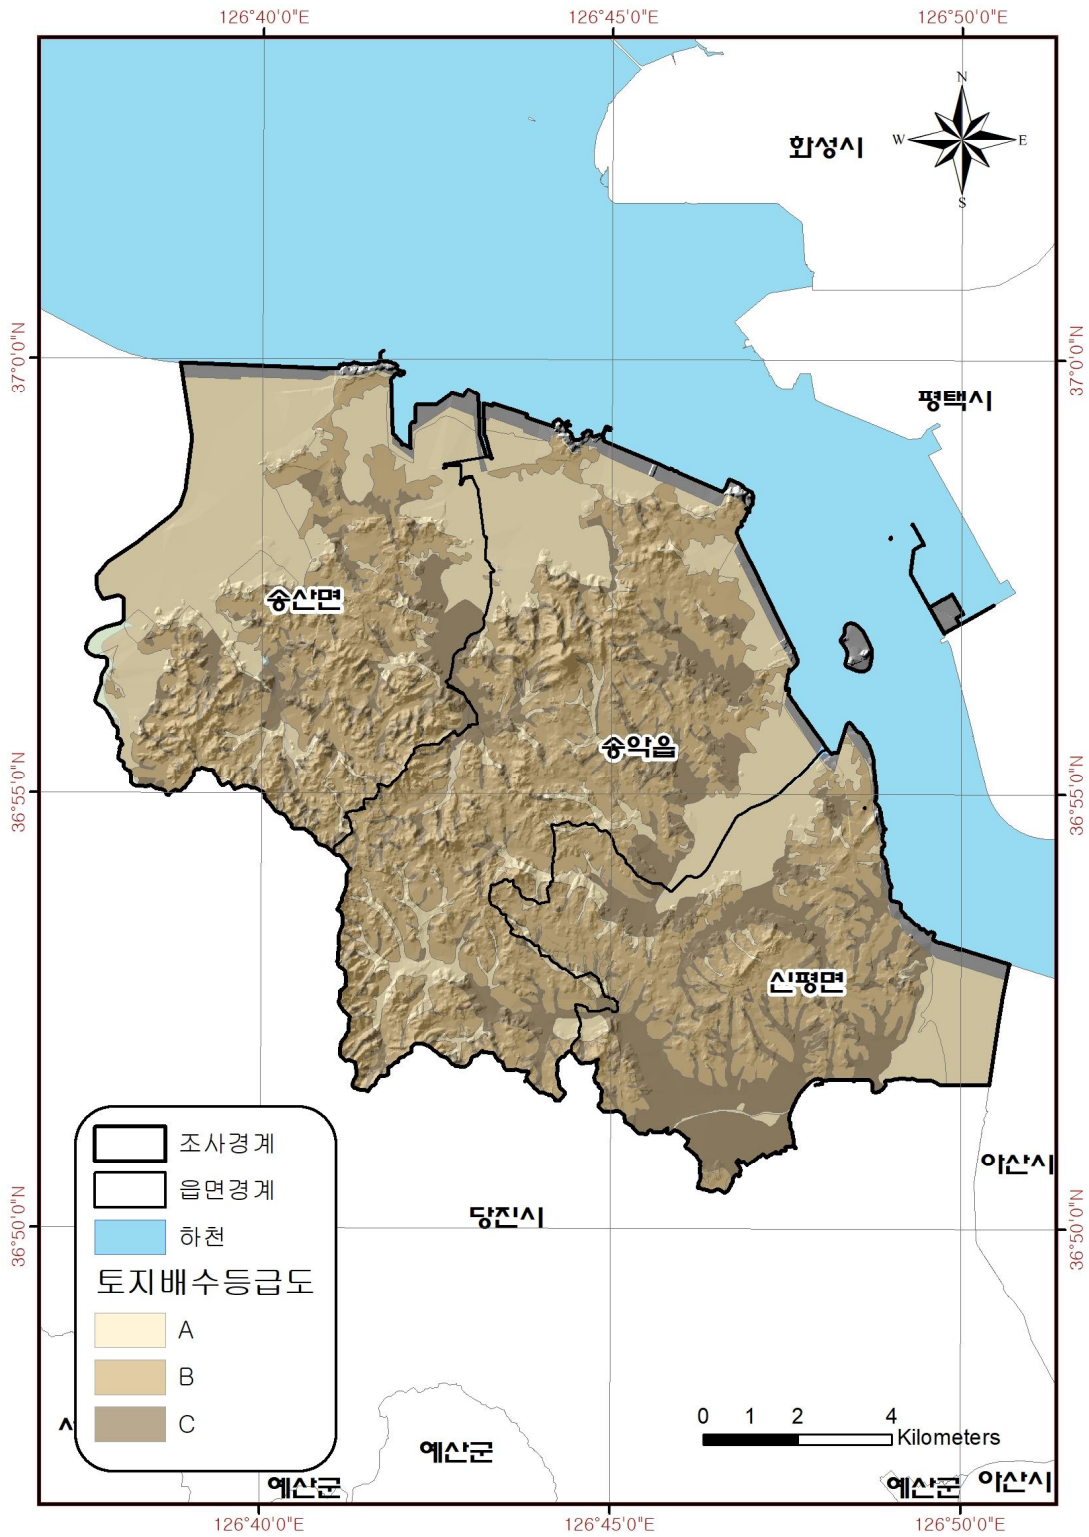 126°40'0"E
126°45'0"E
126°50'0"E
N
W
E
S
화성시
37°0'0"N
37°0'0"N
평택시
송산면
송악읍
36°55'0"N
36°55'0"N
신평면
아산시
당진시
36°50'0"N
36°50'0"N
조사경계
읍면경계
하천
토지배수등급도
A
B
C
0 1 2 4
Kilometers
예산군
예산군
예산군
아산시
126°40'0"E
126°45'0"E
126°50'0"E